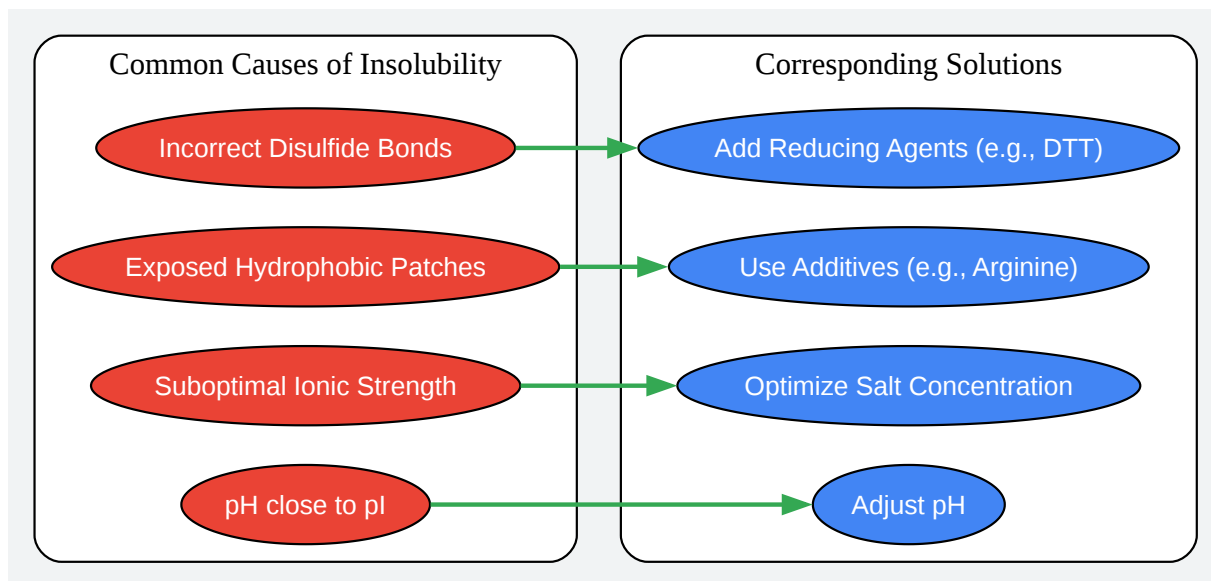 Common Causes of Insolubility
Corresponding Solutions
Incorrect Disulfide Bonds
Add Reducing Agents (e.g., DTT)
Exposed Hydrophobic Patches
Use Additives (e.g., Arginine)
Suboptimal Ionic Strength
Optimize Salt Concentration
pH close to pI
Adjust pH